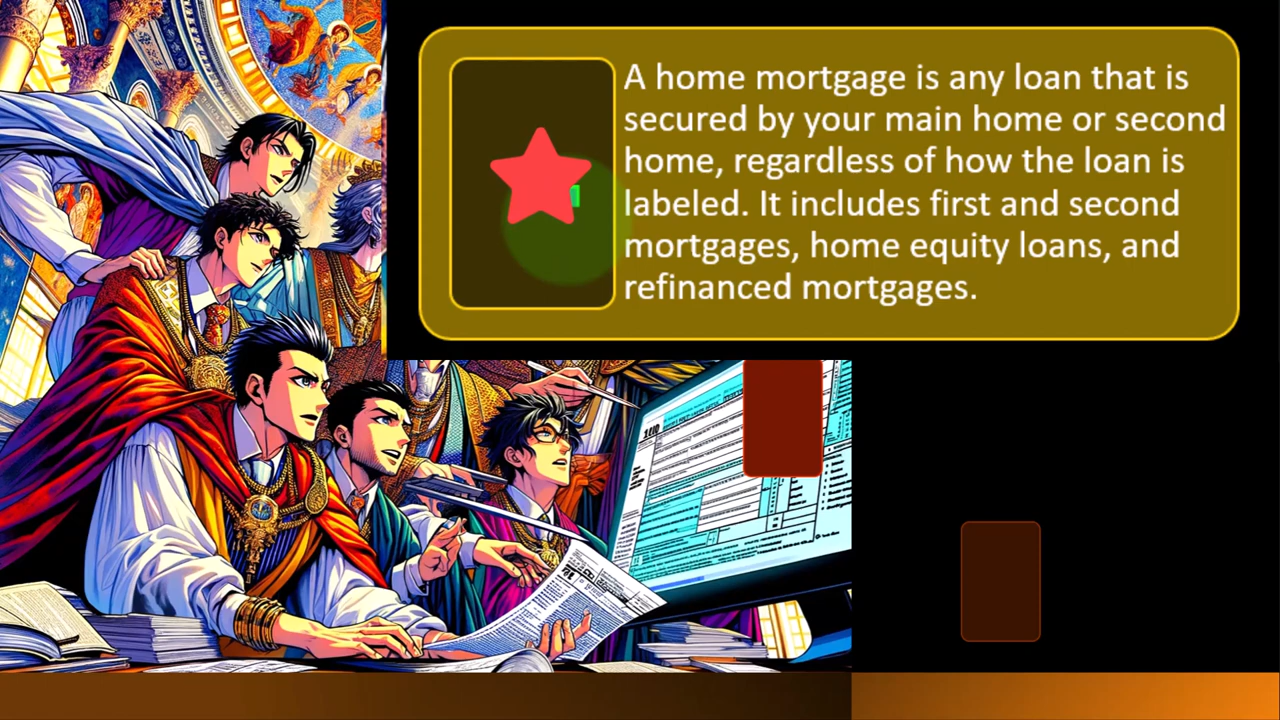 A home mortgage is any loan that is
secured by your main home or second
home, regardless of how the loan is
labeled. It includes first and second
mortgages, home equity loans, and
refinanced mortgages.